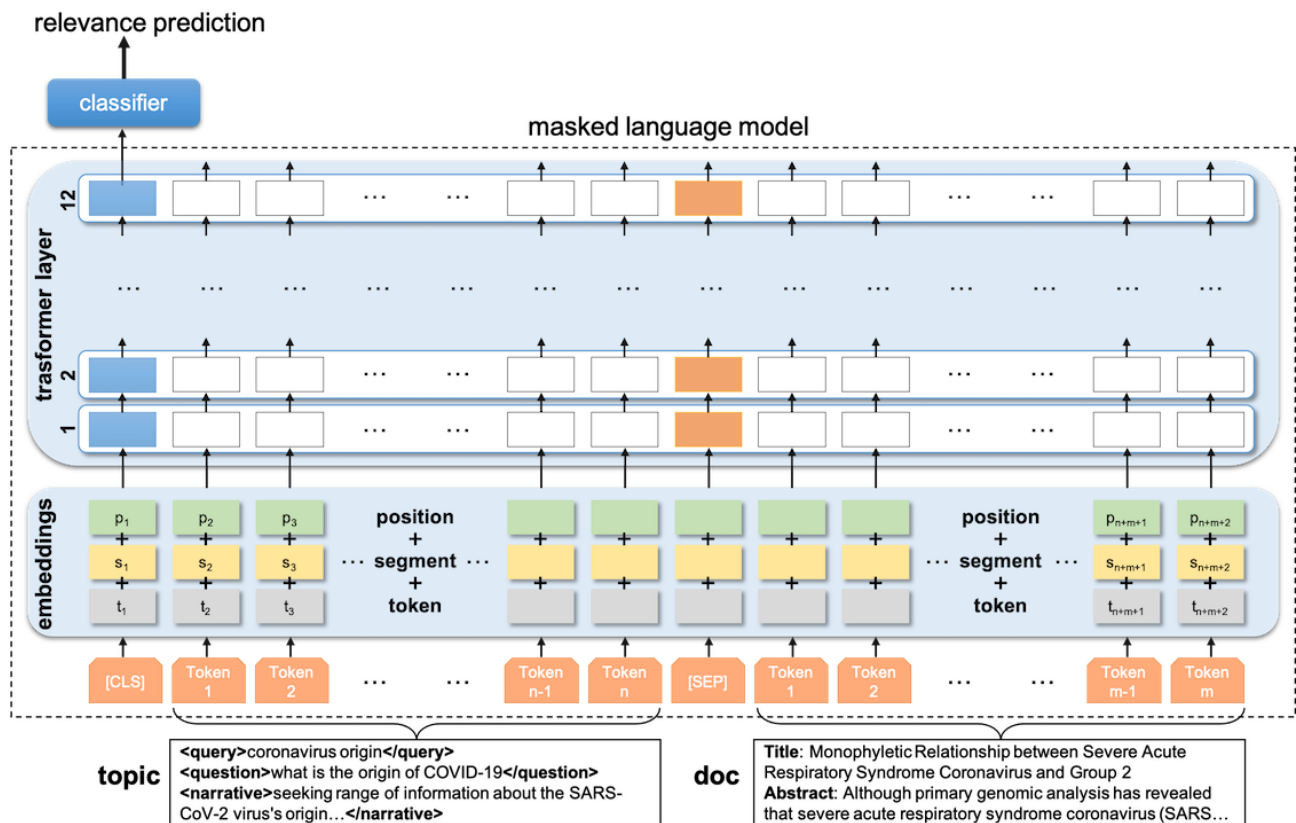 relevance prediction
classifier
masked language model
trasformer layer
12
... ...
... ...
... ... ... ... ... ... ... ... ... ... ... ... ... ...
2
... ...
... ...
1
... ...
... ...
embeddings
p1 p2 p3 position position pn+m+1 pn+m+2
+ + + + + + + + + + + +
s1 s2 s3 ... segment ... ... segment ... sn+m+1 sn+m+2
+ + + + + + + + + + + +
t1 t2 t3 token token tn+m+1 tn+m+2
[CLS] Token 1 Token 2 ... ... Token n-1 Token n [SEP] Token 1 Token 2 ... ... Token m-1 Token m
topic
<query>coronavirus origin</query>
<question>what is the origin of COVID-19</question>
<narrative>seeking range of information about the SARS-
CoV-2 virus's origin...</narrative>
doc
Title: Monophyletic Relationship between Severe Acute
Respiratory Syndrome Coronavirus and Group 2
Abstract: Although primary genomic analysis has revealed
that severe acute respiratory syndrome coronavirus (SARS...